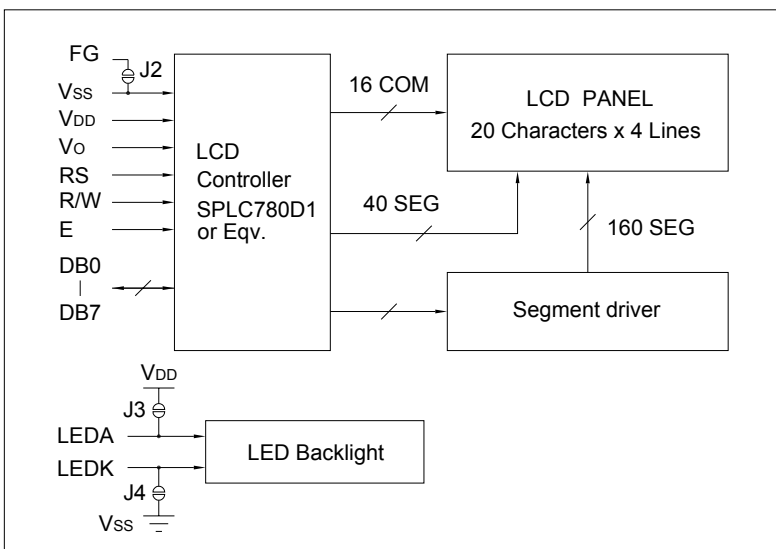 FG
J2
VSS
VDD
VO
RS
R/W
E
DB0
DB7
LCD
Controller
SPLC780D1
or Eqv.
16 COM
40 SEG
LCD PANEL
20 Characters x 4 Lines
160 SEG
Segment driver
VDD
J3
LEDA
LEDK
J4
VSS
LED Backlight